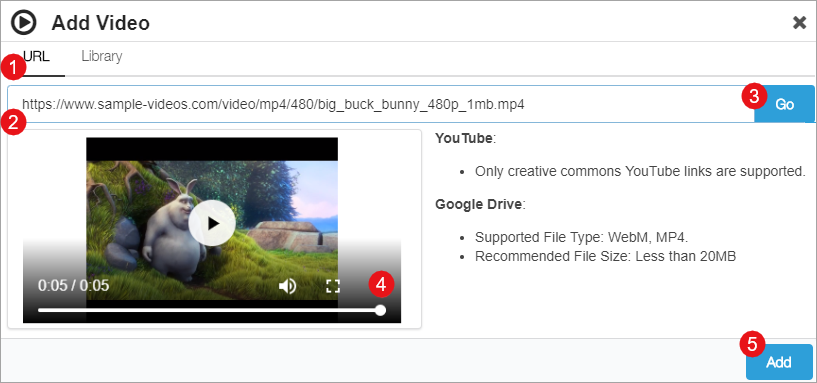 Add Video
URL Library
1
https://www.sample-videos.com/video/mp4/480/big_buck_bunny_480p_1mb.mp4
3 Go
2
YouTube:
Only creative commons YouTube links are supported.
Google Drive:
Supported File Type: WebM, MP4.
Recommended File Size: Less than 20MB
0:05 / 0:05
4
5
Add